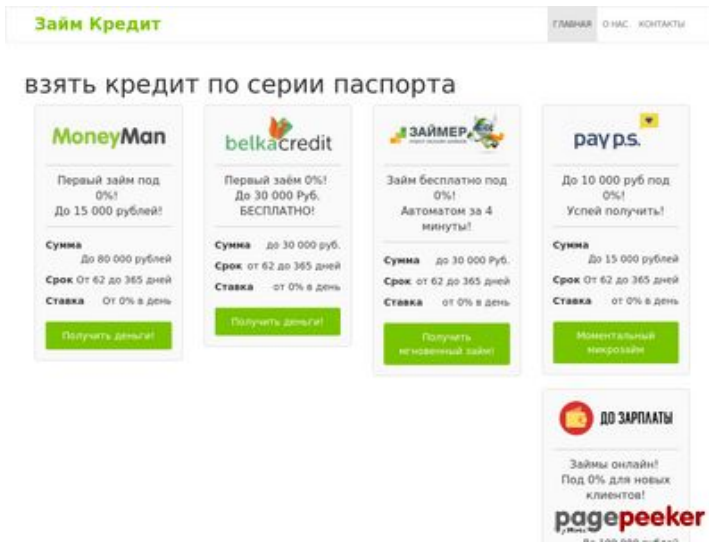 Займ Кредит
ГЛАВНАЯ О НАС КОНТАКТЫ
взять кредит по серии паспорта
MoneyMan
Первый займ под
0%!
До 15 000 рублей!
Сумма
До 80 000 рублей
Срок От 62 до 365 дней
Ставка От 0% в день
Получить деньги!
belkacredit
Первый заём 0%!
До 30 000 Руб.
БЕСПЛАТНО!
Сумма до 30 000 руб.
Срок от 62 до 365 дней
Ставка от 0% в день
Получить деньги!
ЗАЙМЕР
Займ бесплатно под
0%!
Автоматом за 4
минуты!
Сумма до 30 000 Руб.
Срок от 62 до 365 дней
Ставка от 0% в день
Получить
мгновенный займ!
pay p.s.
До 10 000 руб под
0%!
Успей получить!
Сумма
До 15 000 рублей
Срок От 62 до 365 дней
Ставка От 0% в день
Моментальный
микрозайм
ДО ЗАРПЛАТЫ
Займы онлайн!
Под 0% для новых
клиентов!
pagepeeker
До 100 000 рублей